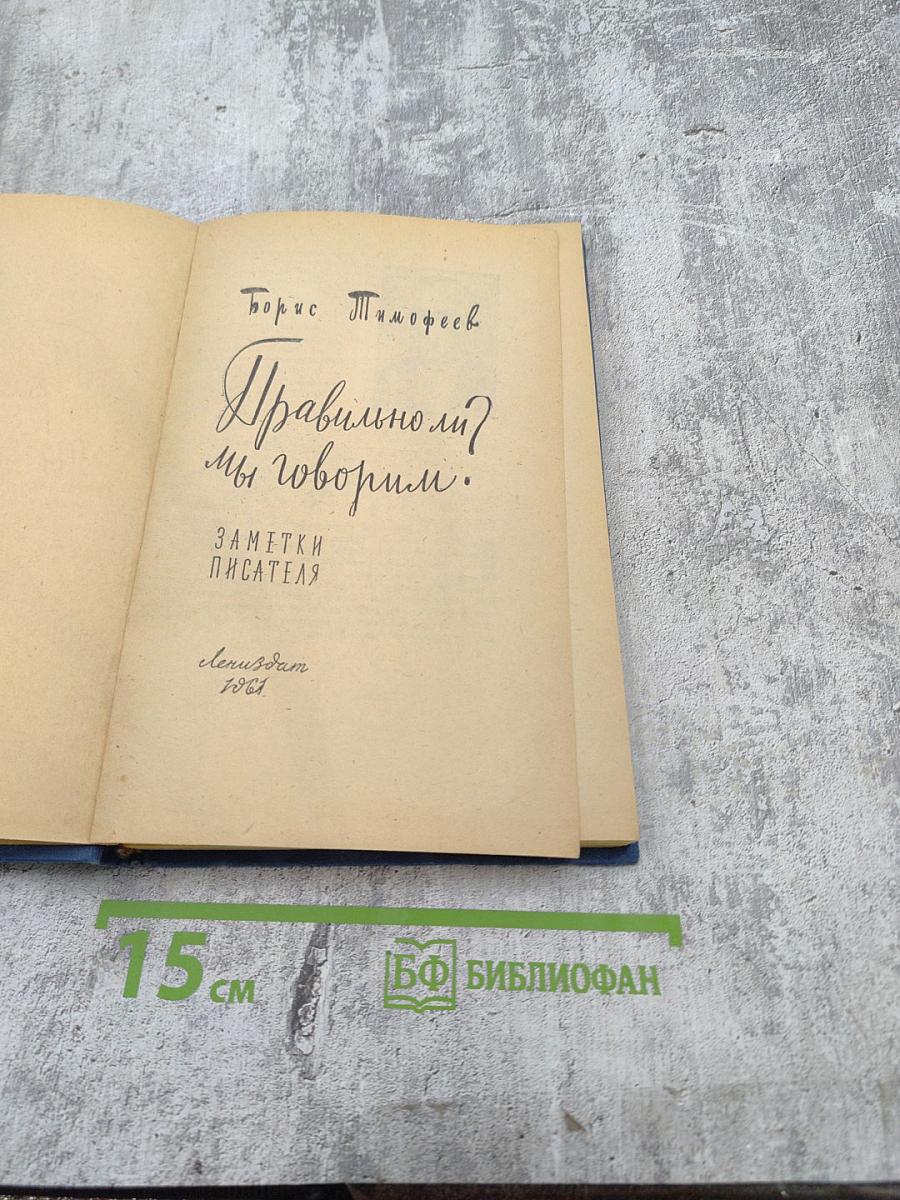 Борис Тимофеев
Правильно ли
мы говорим?
ЗАМЕТКИ
ПИСАТЕЛЯ
Лениздат
1961
15 см
БФ БИБЛИОФАН